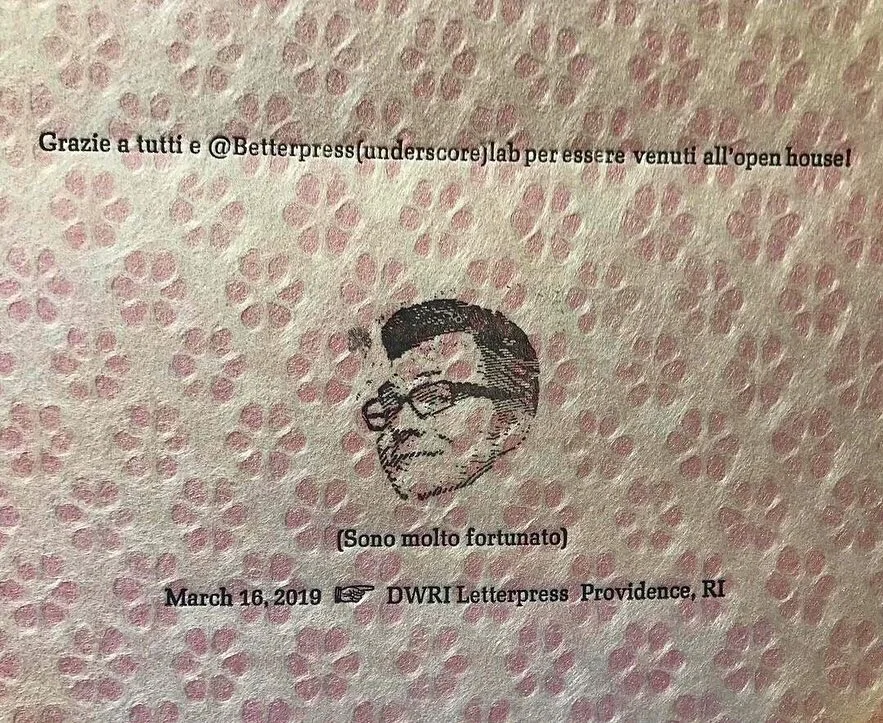 Grazie a tutti e @Betterpress(underscore)lab per essere venuti all'open house!
(Sono molto fortunato)
March 16, 2019 ☞ DWRI Letterpress Providence, RI